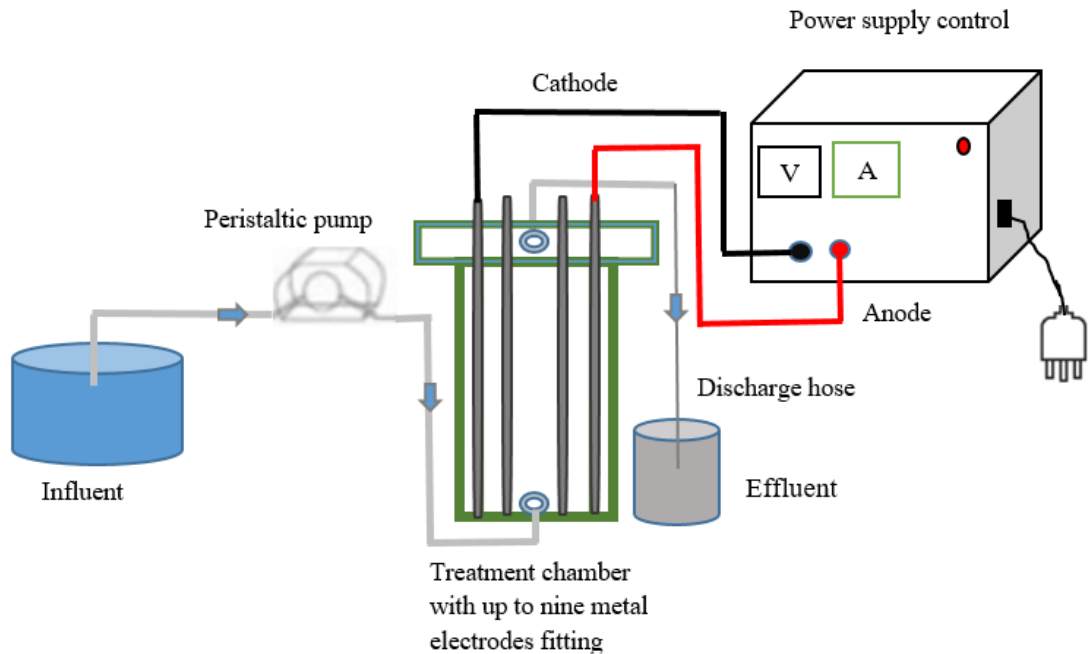 Power supply control
Cathode
V
A
Peristaltic pump
Anode
Discharge hose
Influent
Effluent
Treatment chamber
with up to nine metal
electrodes fitting